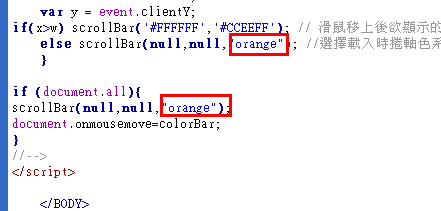 var y = event.clientY;
if(x>w) scrollBar('#FFFFFF','#CCEEFF'); // 滑鼠移上後欲顯示的
else scrollBar(null,null,"orange"); //選擇載入時捲軸色系
}
if (document.all){
scrollBar(null,null,"orange");
document.onmousemove=colorBar;
}
//-->
</script>
</BODY>